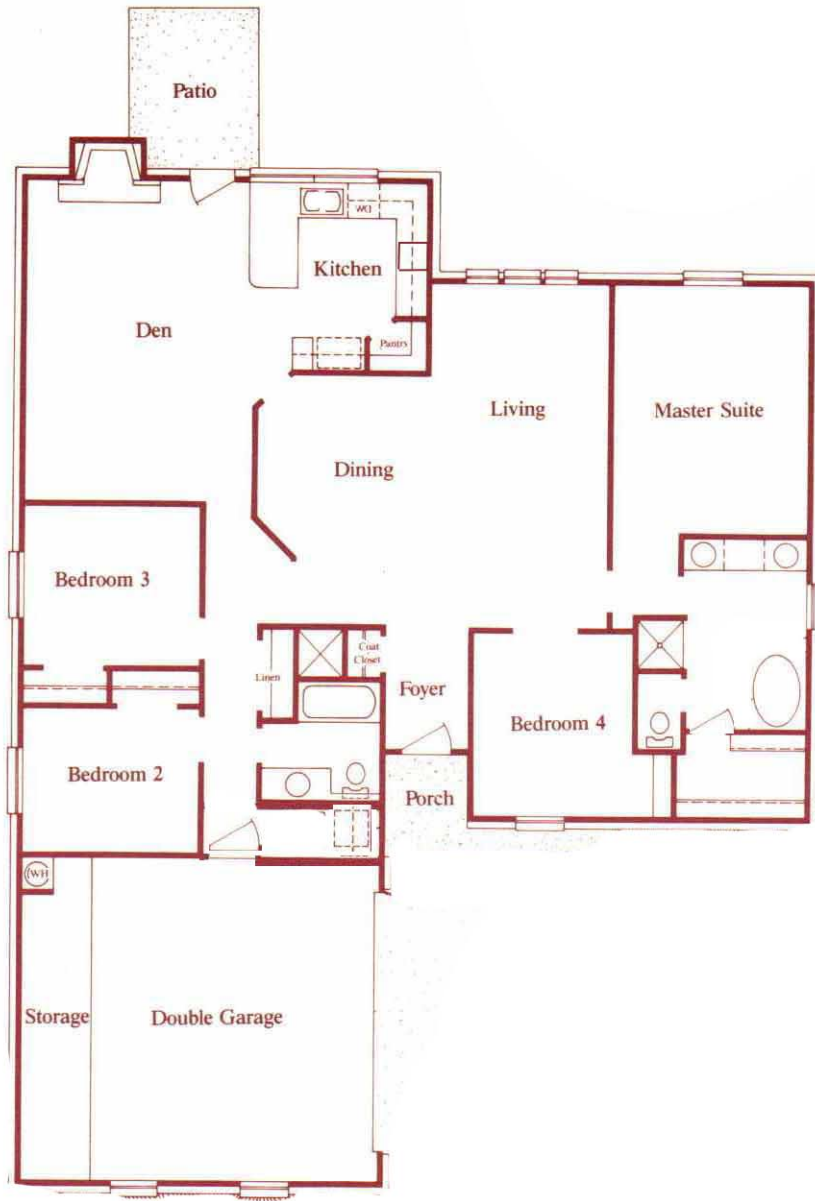 Patio
DW
Kitchen
Den
Pantry
Living
Master Suite
Dining
Bedroom 3
Coat
Closet
Linen
Foyer
Bedroom 4
Bedroom 2
Porch
WH
Storage
Double Garage